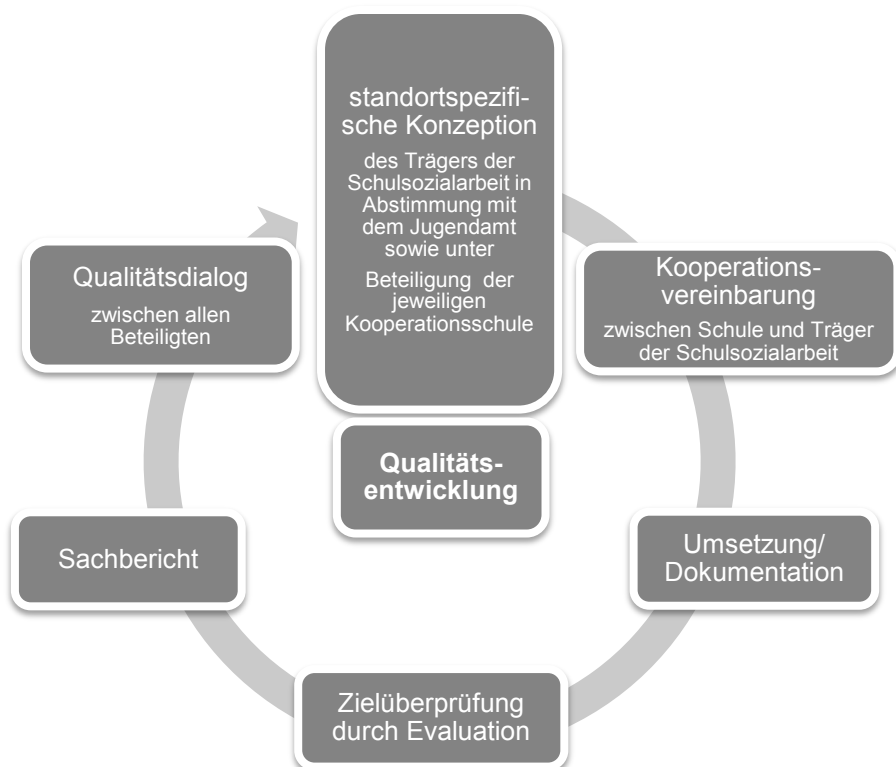 standortspezifi-
sche Konzeption
des Trägers der
Schulsozialarbeit in
Abstimmung mit
dem Jugendamt
sowie unter
Beteiligung der
jeweiligen
Kooperationsschule
Kooperations-
vereinbarung
zwischen Schule und Träger
der Schulsozialarbeit
Umsetzung/
Dokumentation
Zielüberprüfung
durch Evaluation
Sachbericht
Qualitätsdialog
zwischen allen
Beteiligten
Qualitäts-
entwicklung